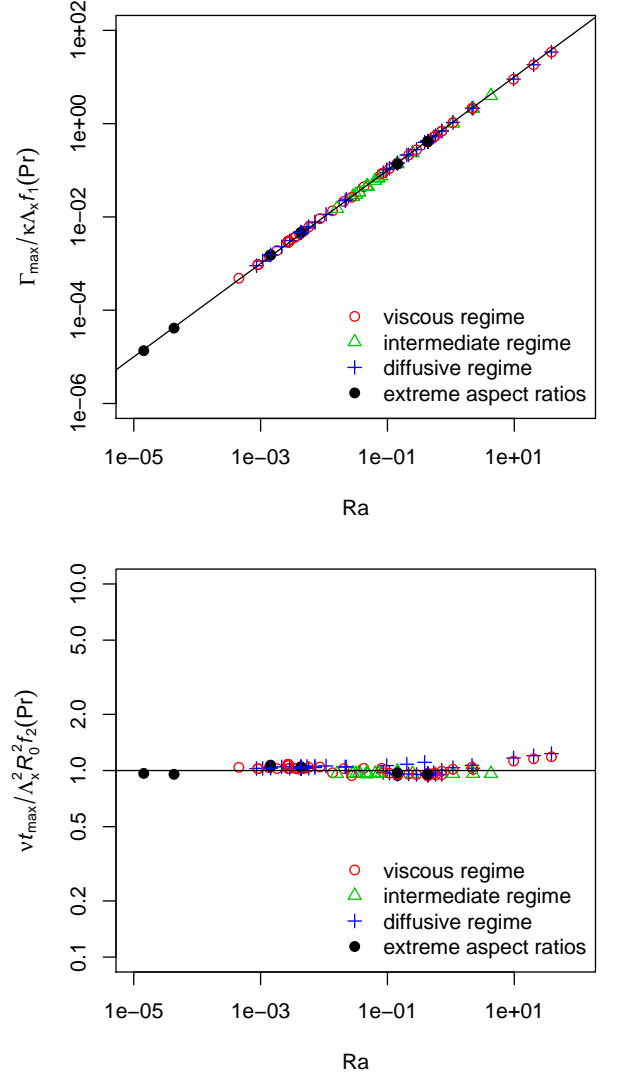 1e+02
1e+00
1e−02
1e−04
1e−06
Γmax/κΛxf1(Pr)
viscous regime
intermediate regime
diffusive regime
extreme aspect ratios
1e−05 1e−03 1e−01 1e+01
Ra
10.0
5.0
2.0
1.0
0.5
0.2
0.1
νtmax/Λx²R0²f2(Pr)
viscous regime
intermediate regime
diffusive regime
extreme aspect ratios
1e−05 1e−03 1e−01 1e+01
Ra